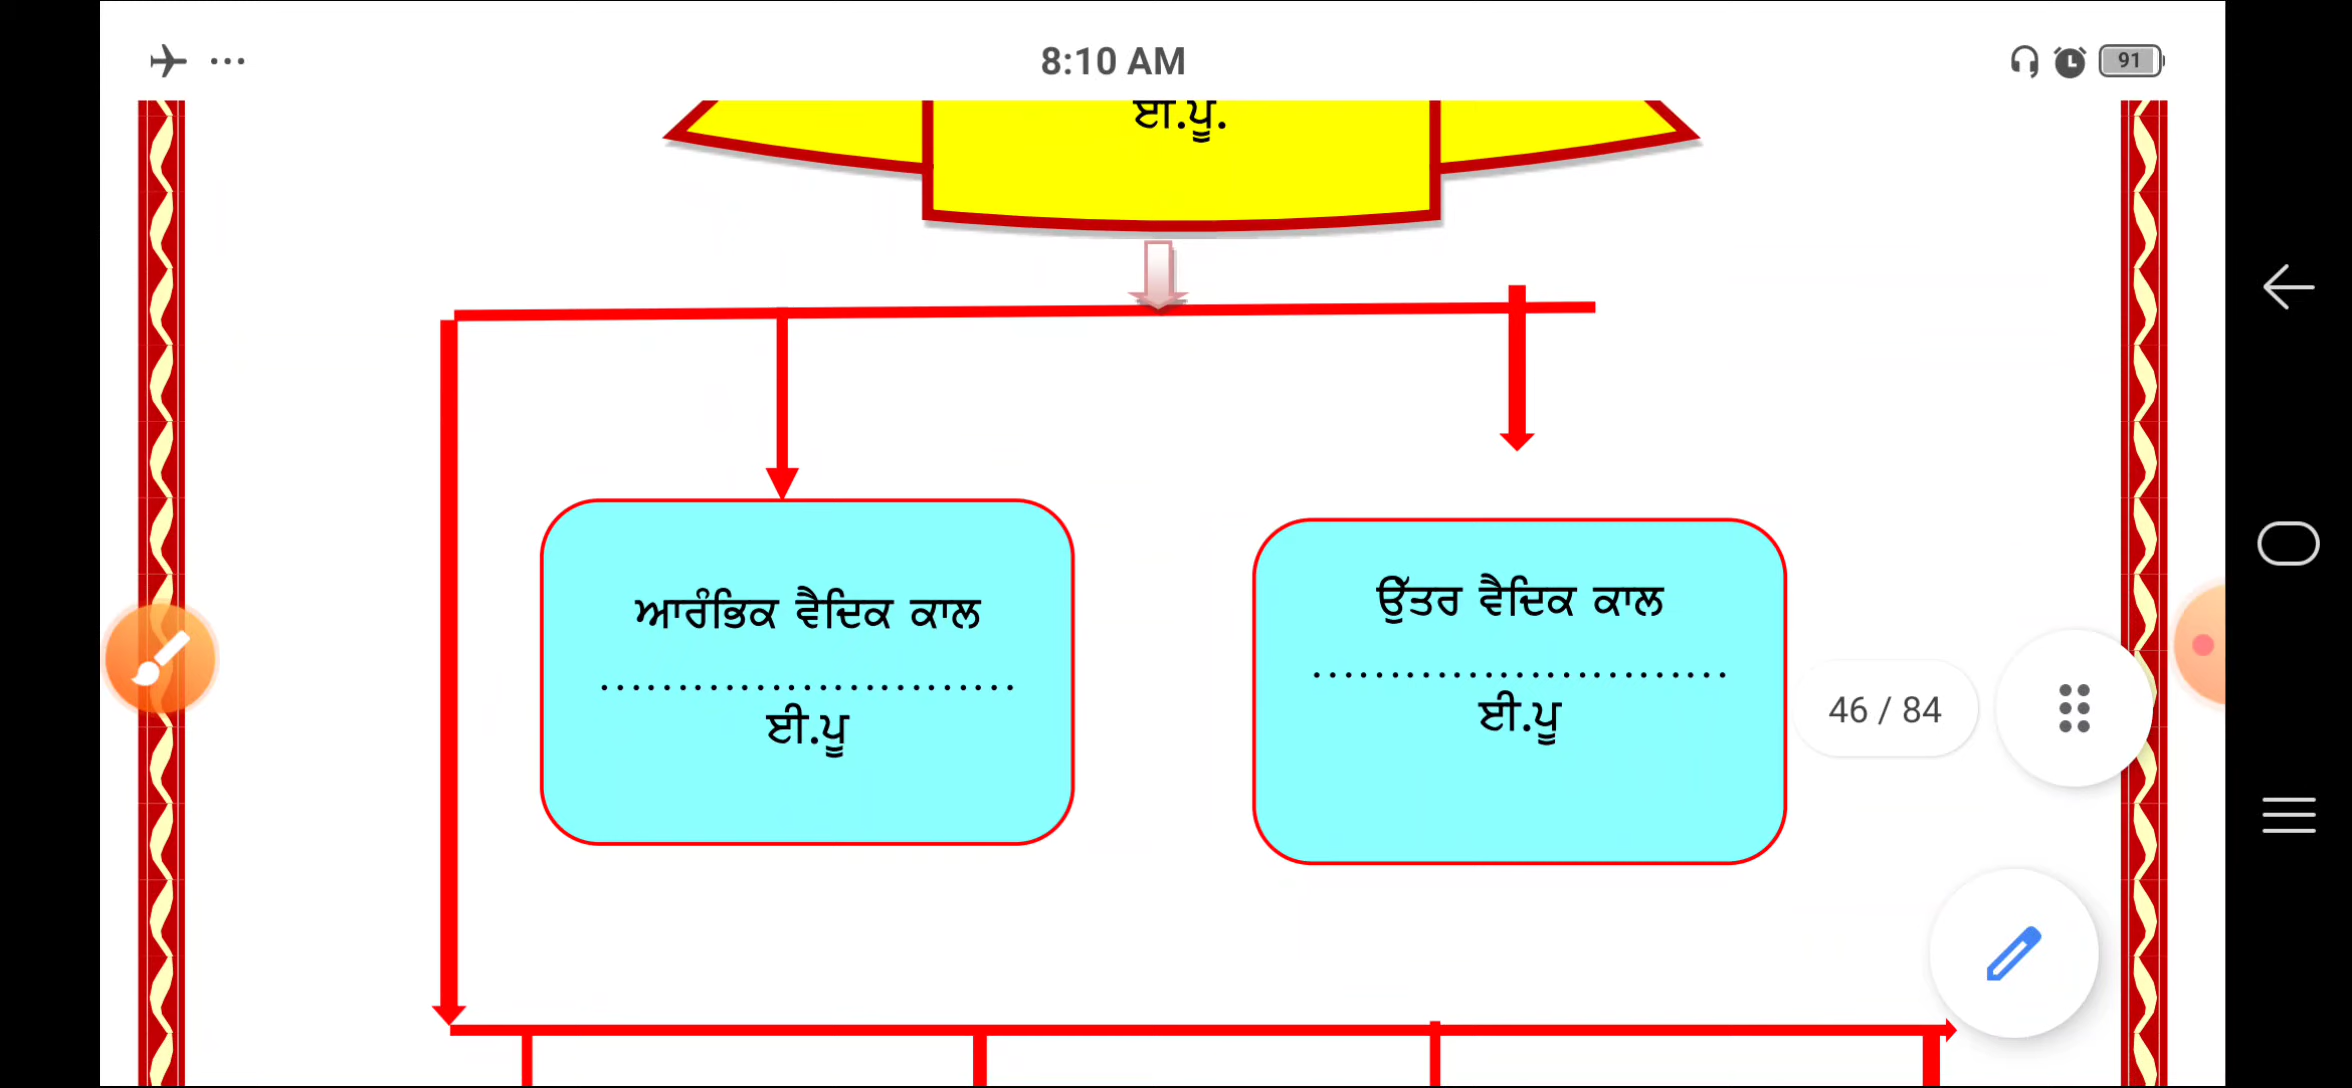 8:10 AM
91
ਈ.ਪੂ.
ਆਰੰਭਿਕ ਵੈਦਿਕ ਕਾਲ
...........................
ਈ.ਪੂ
ਉੱਤਰ ਵੈਦਿਕ ਕਾਲ
...........................
ਈ.ਪੂ
46 / 84